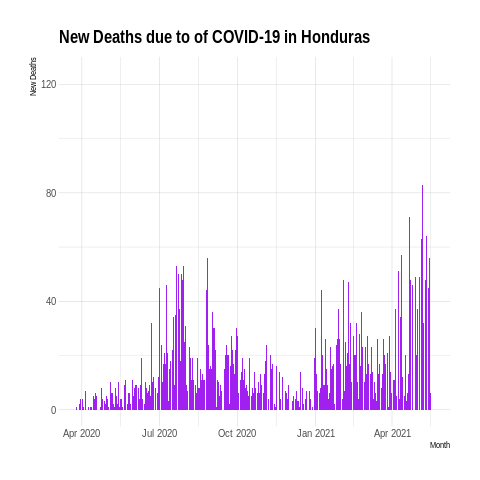 New Deaths due to of COVID-19 in Honduras
New Deaths
120
80
40
0
Apr 2020 Jul 2020 Oct 2020 Jan 2021 Apr 2021
Month